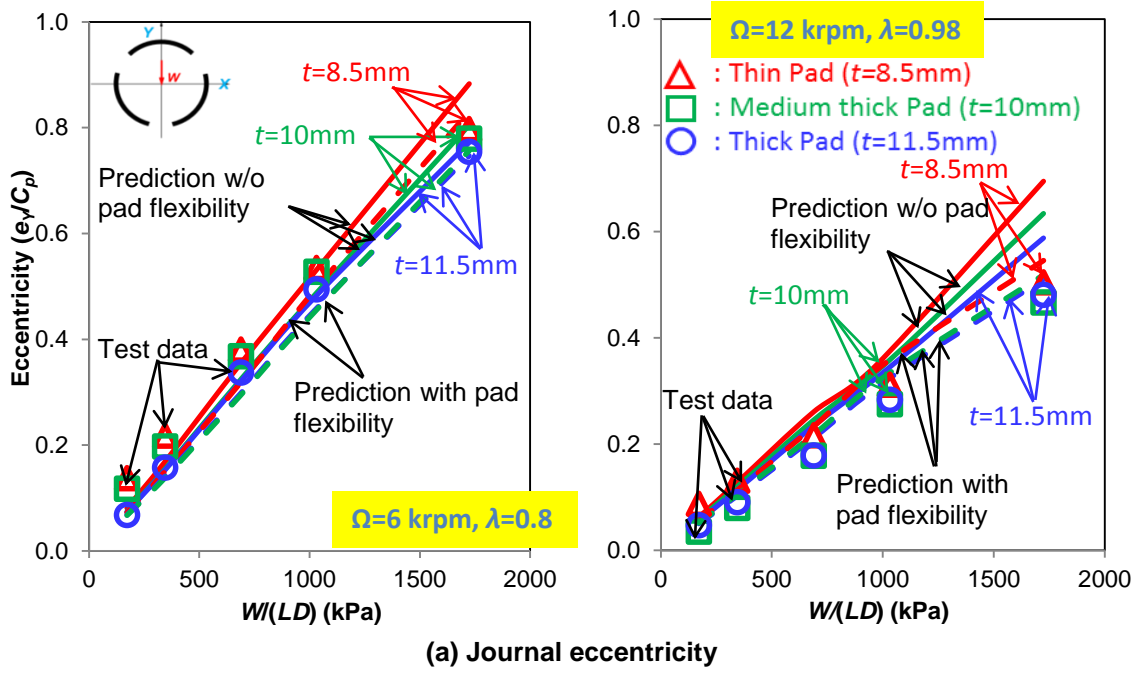 Eccentricity (e_Y/C_p)
1.0
0.8
0.6
0.4
0.2
0.0
0
500
1000
1500
2000
W/(LD) (kPa)
Y
W
X
t=8.5mm
t=10mm
Prediction w/o
pad flexibility
t=11.5mm
Test data
Prediction with pad
flexibility
Ω=6 krpm, λ=0.8
1.0
0.8
0.6
0.4
0.2
0.0
0
500
1000
1500
2000
W/(LD) (kPa)
Ω=12 krpm, λ=0.98
: Thin Pad (t=8.5mm)
: Medium thick Pad (t=10mm)
: Thick Pad (t=11.5mm)
t=8.5mm
Prediction w/o pad
flexibility
t=10mm
Test data
t=11.5mm
Prediction with
pad flexibility
(a) Journal eccentricity